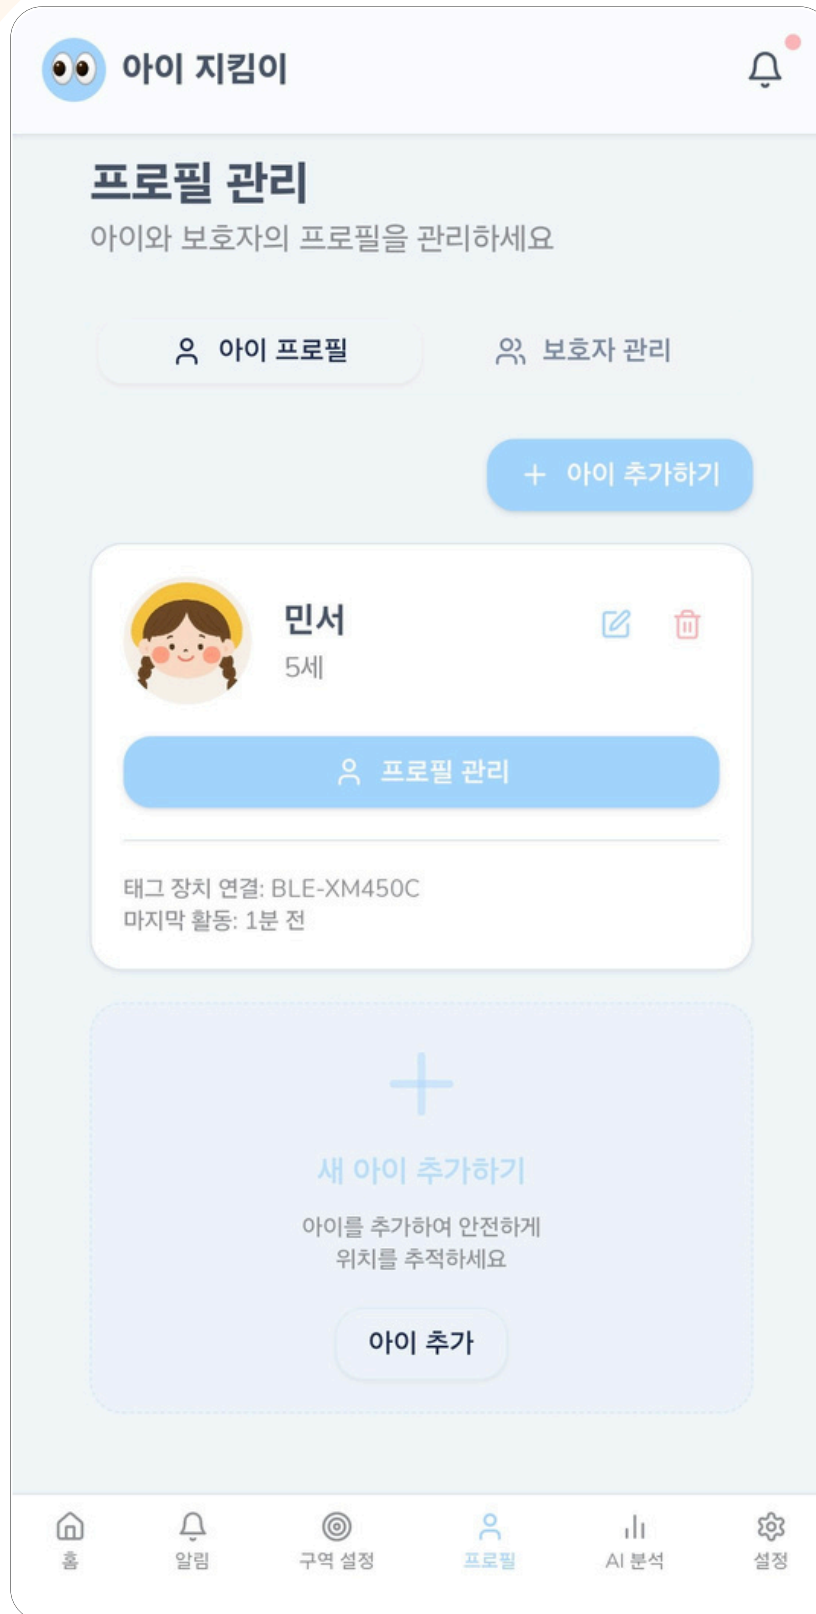 아이 지킴이
프로필 관리
아이와 보호자의 프로필을 관리하세요
아이 프로필
보호자 관리
아이 추가하기
민서
5세
프로필 관리
태그 장치 연결: BLE-XM450C
마지막 활동: 1분 전
새 아이 추가하기
아이를 추가하여 안전하게
위치를 추적하세요
아이 추가
홈
알림
구역 설정
프로필
AI 분석
설정